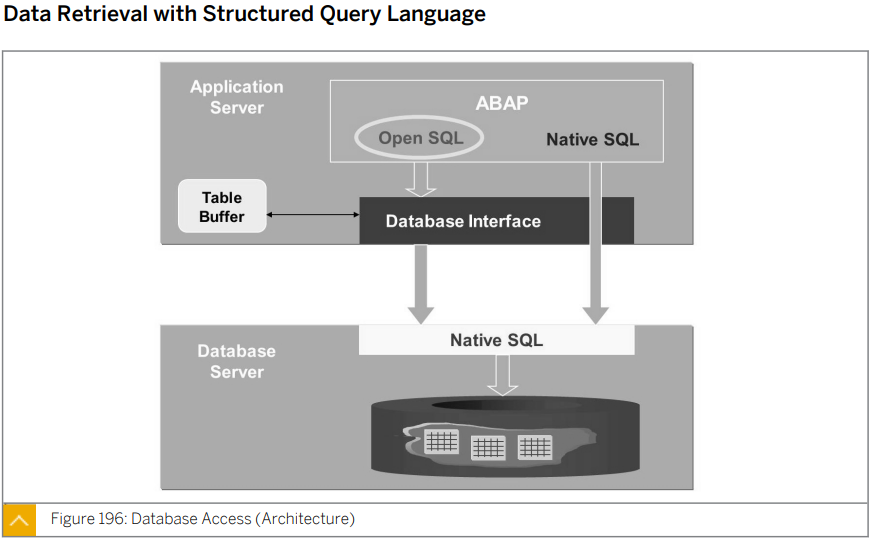 Data Retrieval with Structured Query Language
Application
Server
ABAP
Open SQL
Native SQL
Table
Buffer
Database Interface
Native SQL
Database
Server
Figure 196: Database Access (Architecture)